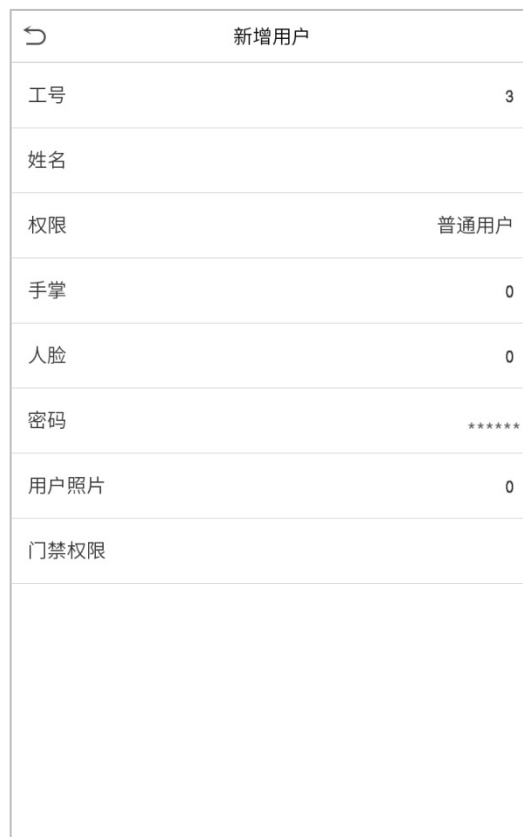 新增用户
工号 3
姓名
权限 普通用户
手掌 0
人脸 0
密码 ******
用户照片 0
门禁权限